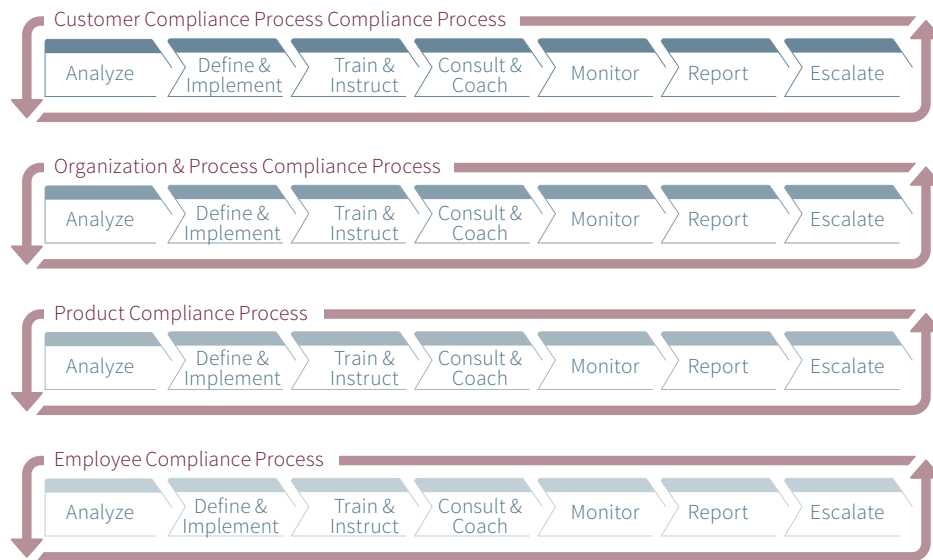 Customer Compliance Process Compliance Process
Analyze
Define &
Implement
Train &
Instruct
Consult &
Coach
Monitor
Report
Escalate
Organization & Process Compliance Process
Analyze
Define &
Implement
Train &
Instruct
Consult &
Coach
Monitor
Report
Escalate
Product Compliance Process
Analyze
Define &
Implement
Train &
Instruct
Consult &
Coach
Monitor
Report
Escalate
Employee Compliance Process
Analyze
Define &
Implement
Train &
Instruct
Consult &
Coach
Monitor
Report
Escalate